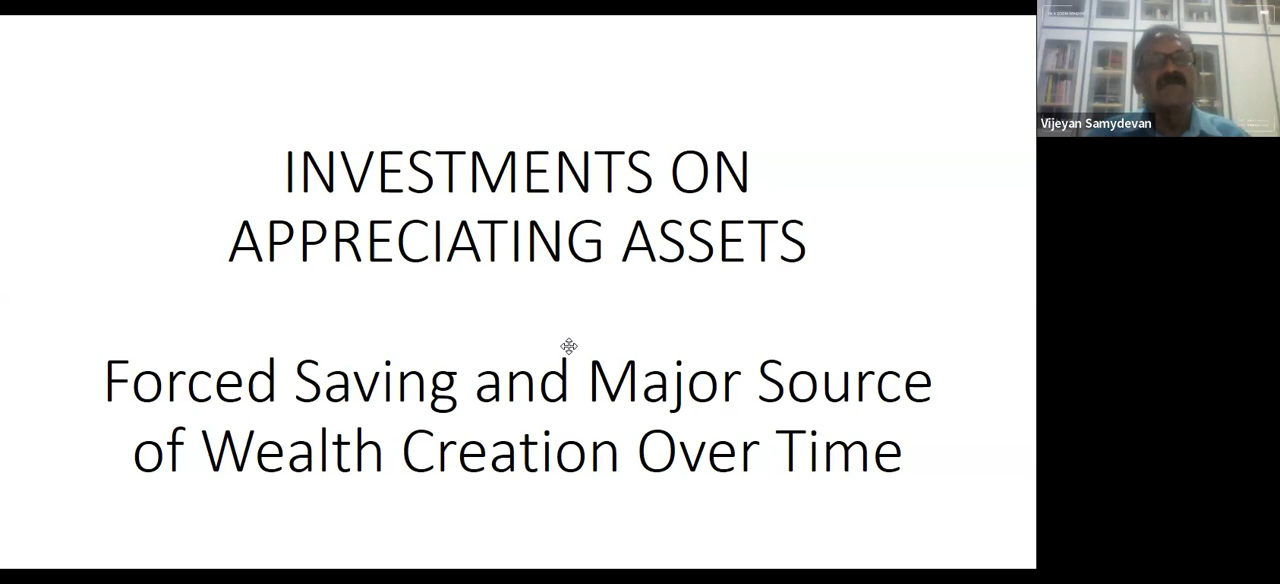 INVESTMENTS ON
APPRECIATING ASSETS
Forced Saving and Major Source
of Wealth Creation Over Time
Vijeyan Samydevan